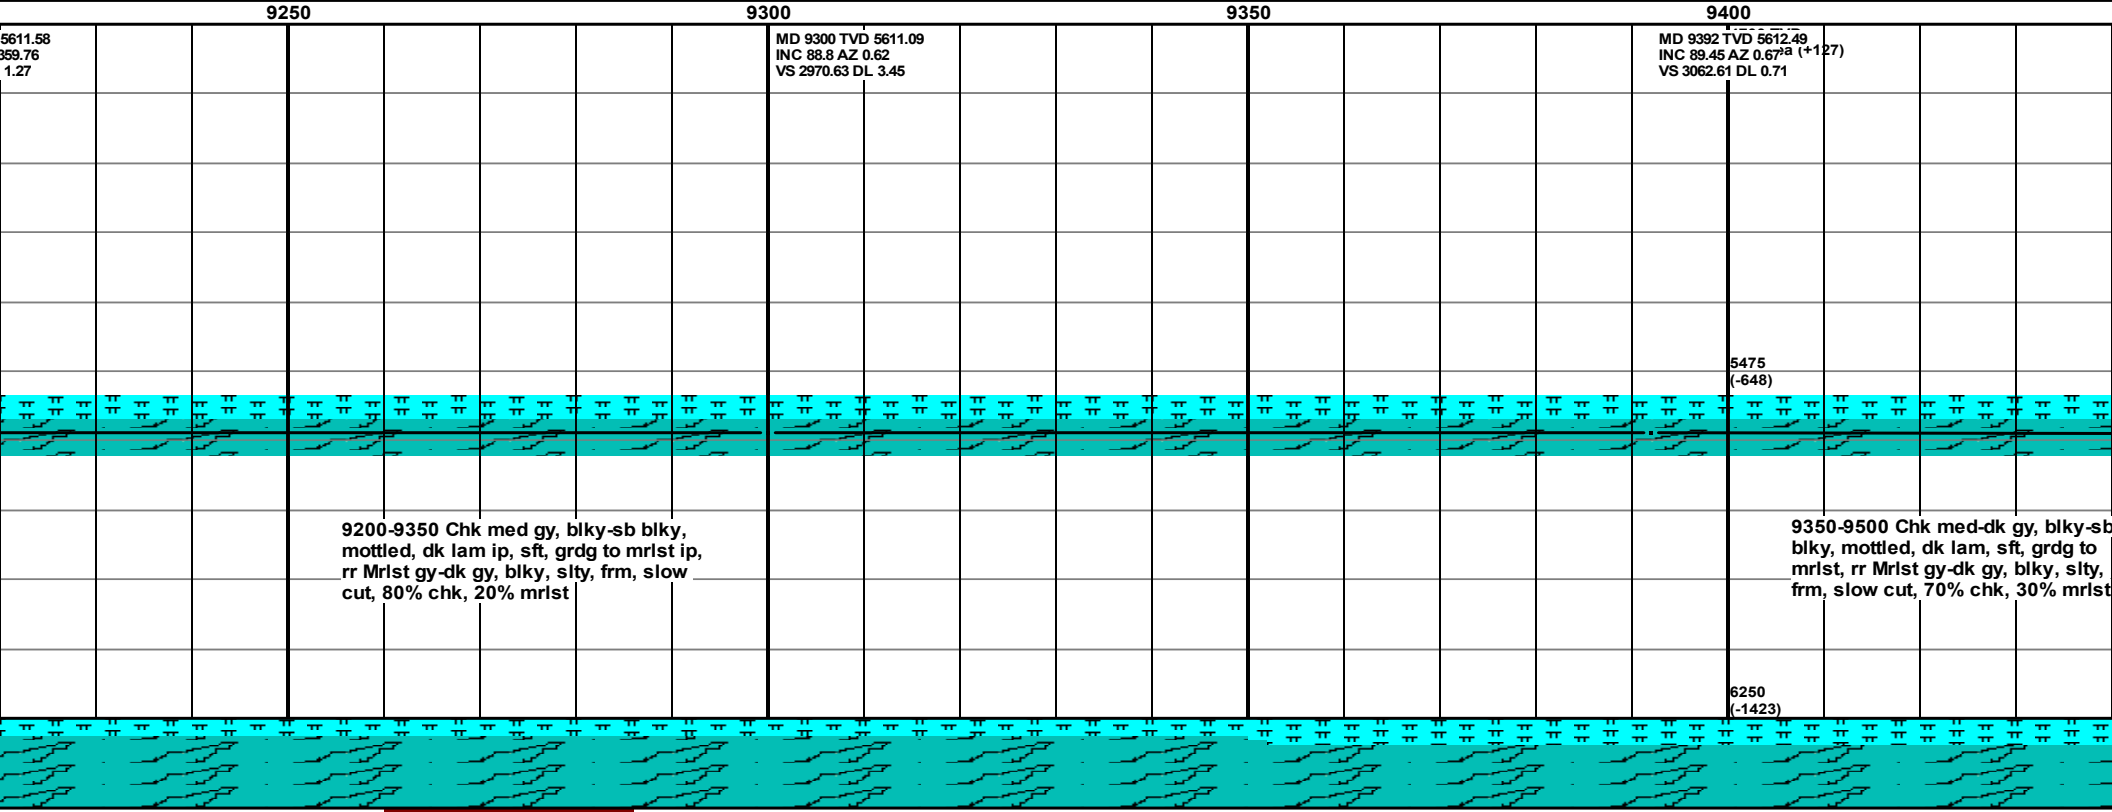 9250 9300 9350 9400
5611.58
359.76
1.27
MD 9300 TVD 5611.09
INC 88.8 AZ 0.62
VS 2970.63 DL 3.45
MD 9392 TVD 5612.49
INC 89.45 AZ 0.67
VS 3062.61 DL 0.71
(+127)
5475
(-648)
9200-9350 Chk med gy, blky-sb blky,
mottled, dk lam ip, sft, grdg to mrlst ip,
rr Mrlst gy-dk gy, blky, slty, frm, slow
cut, 80% chk, 20% mrlst
9350-9500 Chk med-dk gy, blky-sb
blky, mottled, dk lam, sft, grdg to
mrlst, rr Mrlst gy-dk gy, blky, slty,
frm, slow cut, 70% chk, 30% mrlst
6250
(-1423)